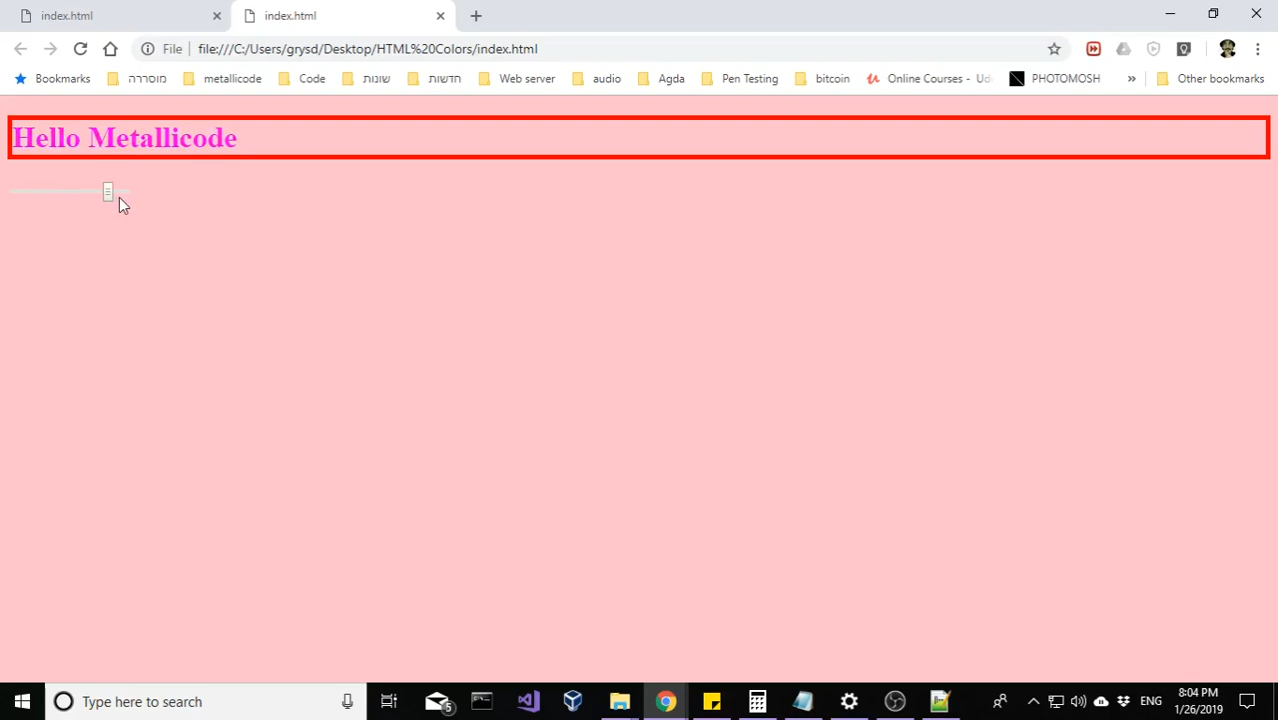 index.html
index.html
File
file:///C:/Users/grysd/Desktop/HTML%20Colors/index.html
Bookmarks
מוסררה
metallicode
Code
שונות
חדשות
Web server
audio
Agda
Pen Testing
bitcoin
Online Courses - Ud
PHOTOMOSH
»
Other bookmarks
Hello Metallicode
Type here to search
5
ENG
8:04 PM
1/26/2019